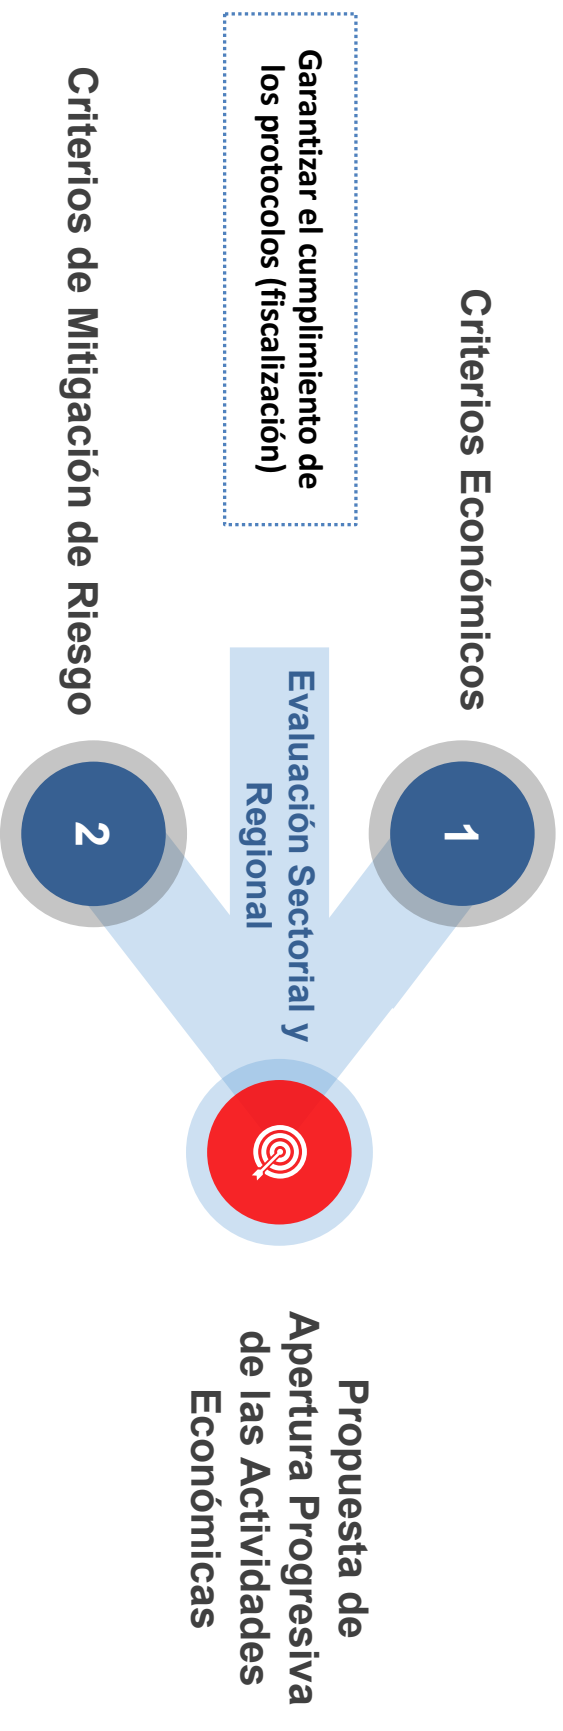 Criterios Económicos
1
Garantizar el cumplimiento de
los protocolos (fiscalización)
Evaluación Sectorial y
Regional
Propuesta de
Apertura Progresiva
de las Actividades
Económicas
Criterios de Mitigación de Riesgo
2